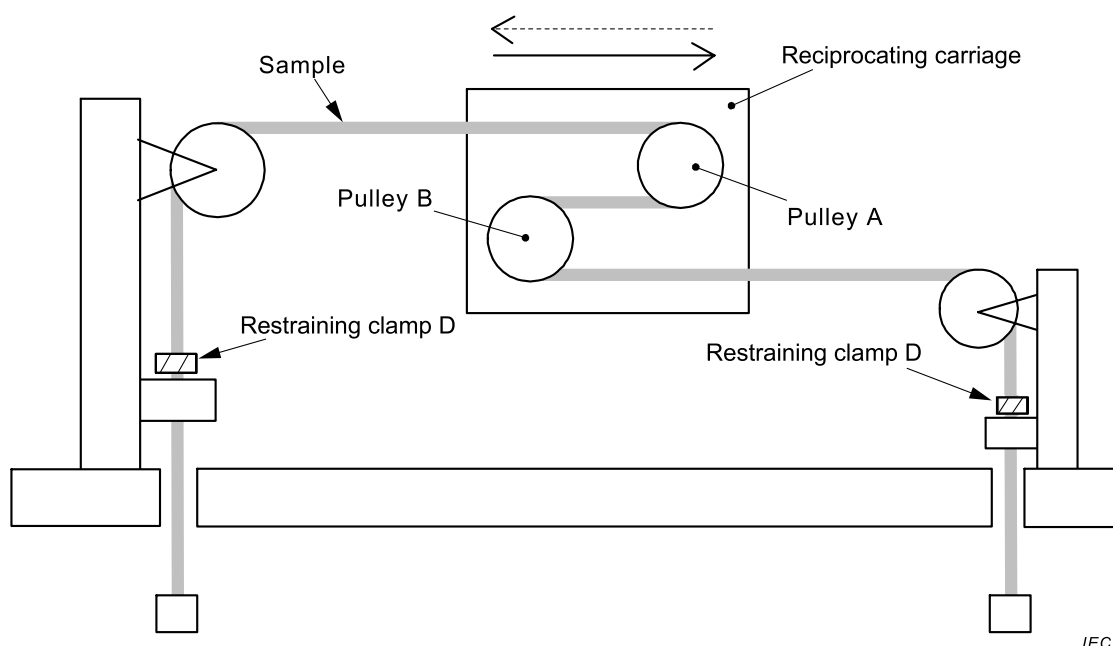 Sample
Reciprocating carriage
Pulley B
Pulley A
Restraining clamp D
Restraining clamp D
IEC